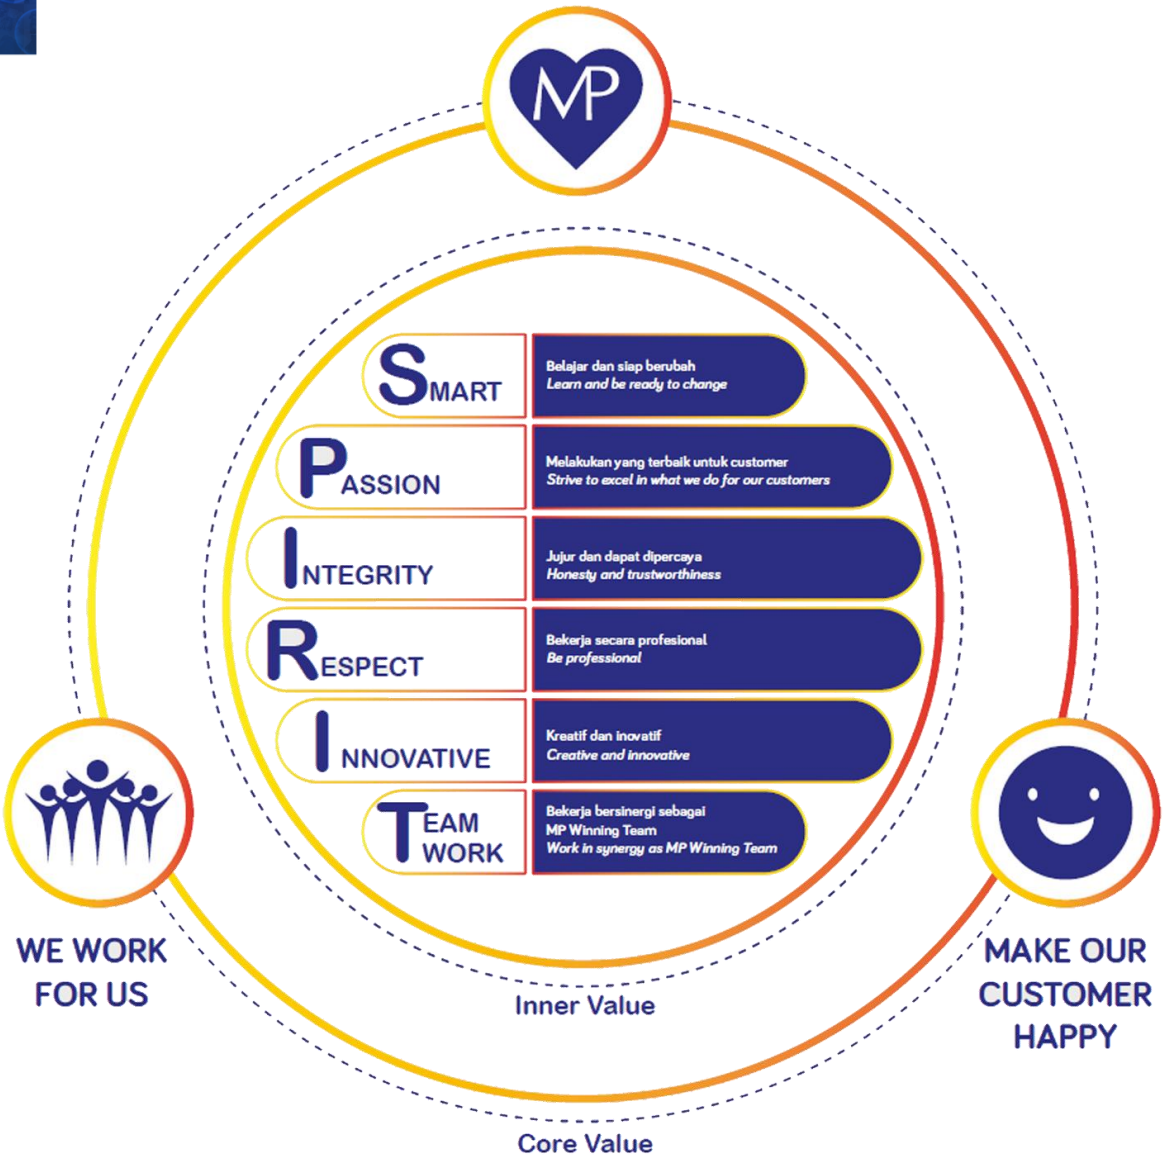 MP
SMART
Belajar dan siap berubah
Learn and be ready to change
PASSION
Melakukan yang terbaik untuk customer
Strive to excel in what we do for our customers
INTEGRITY
Jujur dan dapat dipercaya
Honesty and trustworthiness
RESPECT
Bekerja secara profesional
Be professional
INNOVATIVE
Kreatif dan inovatif
Creative and innovative
TEAM
WORK
Bekerja bersinergi sebagai
MP Winning Team
Work in synergy as MP Winning Team
WE WORK
FOR US
MAKE OUR
CUSTOMER
HAPPY
Inner Value
Core Value